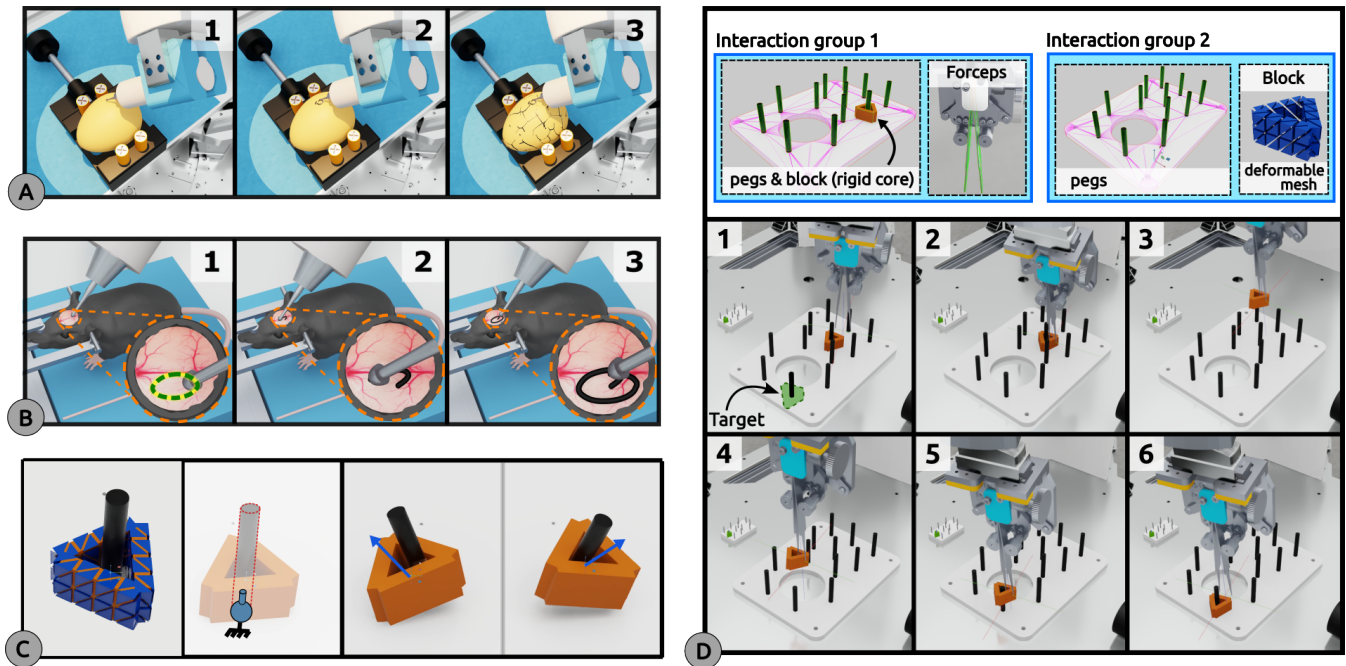 1
2
3
A
1
2
3
B
C
Interaction group 1
Interaction group 2
Forceps
pegs & block (rigid core)
Block
deformable
mesh
pegs
1
2
3
Target
4
5
6
D